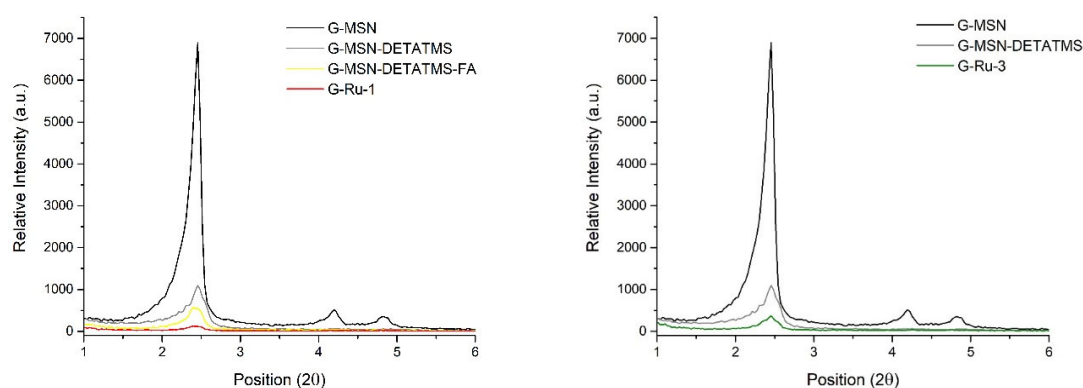 G-MSN
G-MSN-DETATMS
G-MSN-DETATMS-FA
G-Ru-1
7000
6000
5000
4000
3000
2000
1000
0
Relative Intensity (a.u.)
1 2 3 4 5 6
Position (2θ)
G-MSN
G-MSN-DETATMS
G-Ru-3
7000
6000
5000
4000
3000
2000
1000
0
Relative Intensity (a.u.)
1 2 3 4 5 6
Position (2θ)